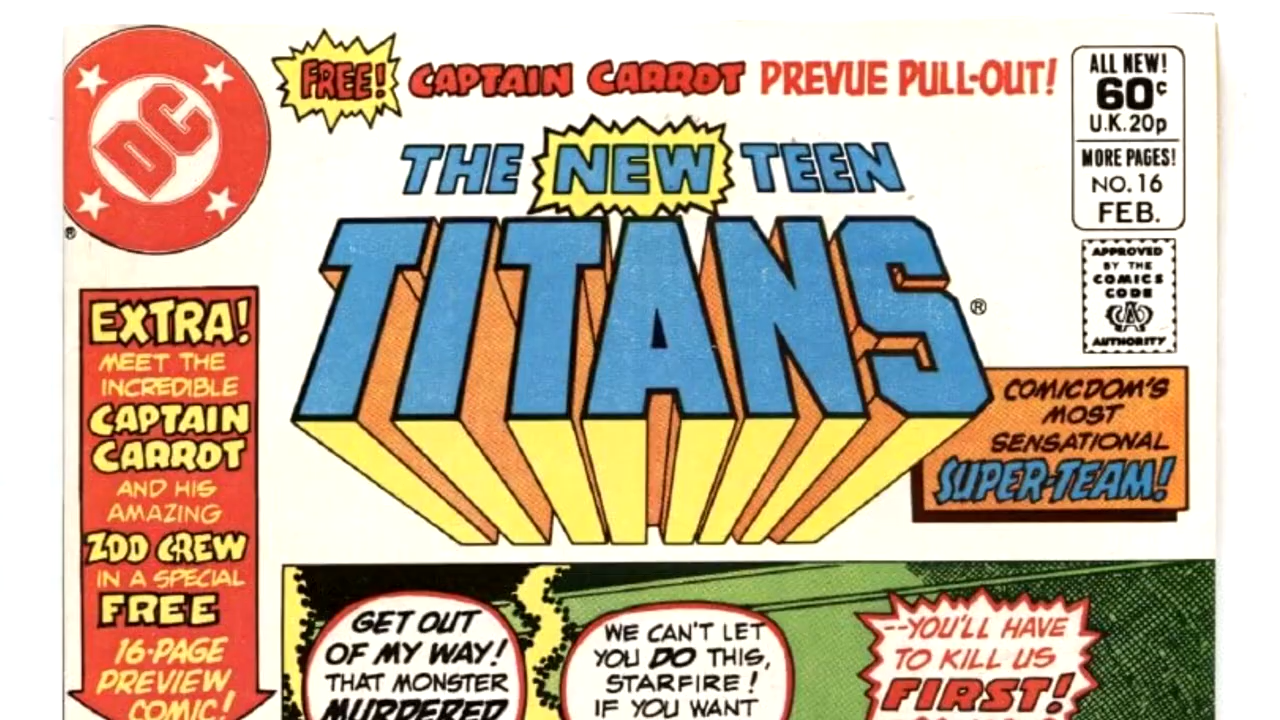 DC
®
FREE! CAPTAIN CARROT PREVUE PULL-OUT!
THE NEW TEEN
TITANS
®
ALL NEW!
60¢
U.K. 20p
MORE PAGES!
NO. 16
FEB.
APPROVED
BY THE
COMICS
CODE
CA
AUTHORITY
COMICDOM'S
MOST
SENSATIONAL
SUPER-TEAM!
EXTRA!
MEET THE
INCREDIBLE
CAPTAIN
CARROT
AND HIS
AMAZING
ZOO CREW
IN A SPECIAL
FREE
16-PAGE
PREVIEW
COMIC!
GET OUT
OF MY WAY!
THAT MONSTER
MURDERED
WE CAN'T LET
YOU DO THIS,
STARFIRE!
IF YOU WANT
--YOU'LL HAVE
TO KILL US
FIRST!